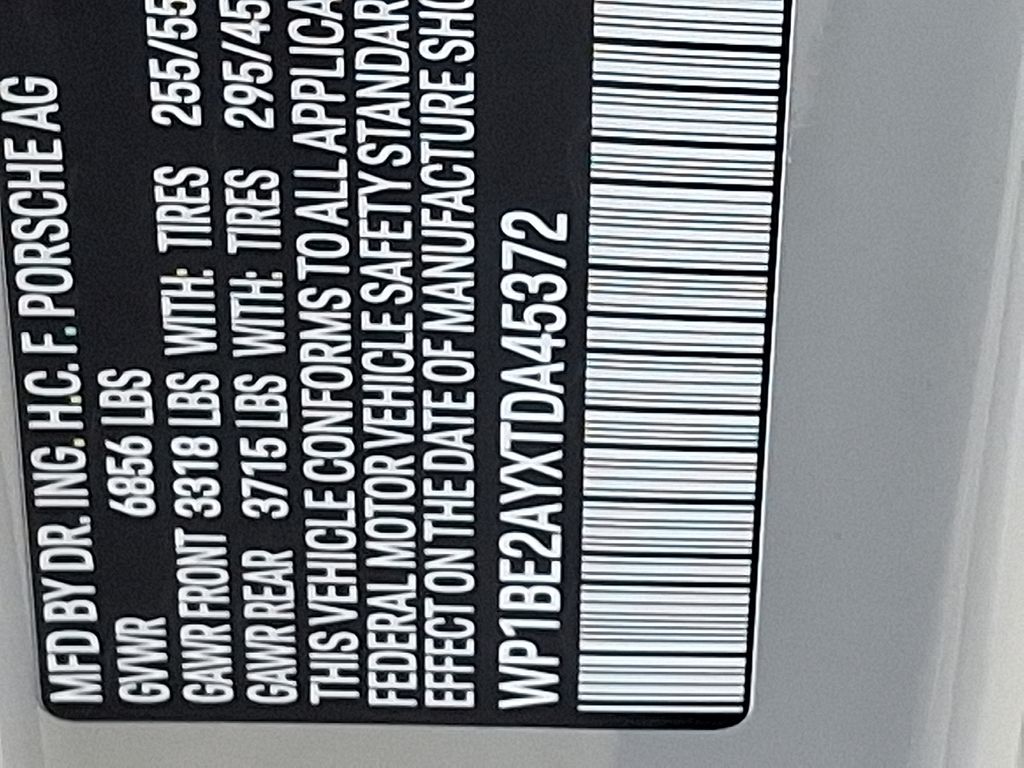 MFD BY DR. ING. H.C. F. PORSCHE AG
GVWR 6856 LBS
GAWR FRONT 3318 LBS WITH: TIRES 255/55
GAWR REAR 3715 LBS WITH: TIRES 295/45
THIS VEHICLE CONFORMS TO ALL APPLICA
FEDERAL MOTOR VEHICLE SAFETY STANDAR
EFFECT ON THE DATE OF MANUFACTURE SHO
WP1BE2AYXTDA45372